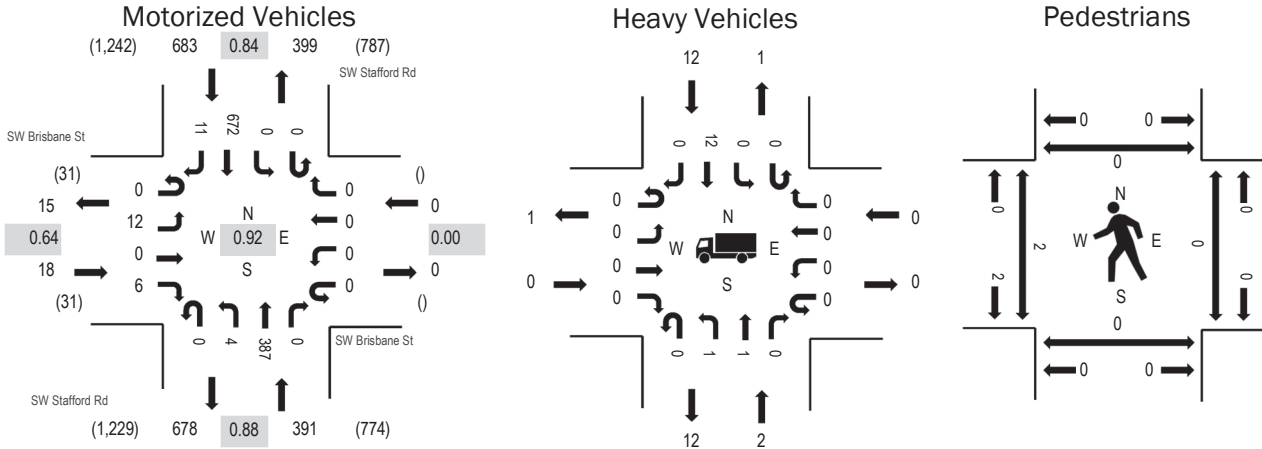 Motorized Vehicles
(1,242) 683 0.84 399 (787)
SW Stafford Rd
11 672 0 0
SW Brisbane St
(31) 0 0 ()
15 12 0 0
0.64 W N 0.92 E S 0.00
0 0
18 6 0 0
(31) ()
0 4 387 0
SW Brisbane St
SW Stafford Rd
(1,229) 678 0.88 391 (774)
Heavy Vehicles
12 1
0 12 0 0
0 0
1 0 0 0
N
W E
S
0 0
0 0 0 0
0 1 1 0
12 2
Pedestrians
0 0
0
N
0 0
W E
2 0
S
2 0
0
0 0